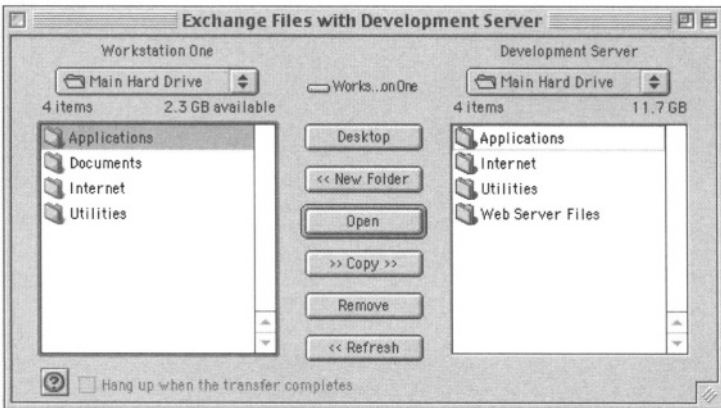 Exchange Files with Development Server
Workstation One
Main Hard Drive
4 items 2.3 GB available
Applications
Documents
Internet
Utilities
Works...onOne
Desktop
<< New Folder
Open
>> Copy >>
Remove
<< Refresh
Development Server
Main Hard Drive
4 items 11.7 GB
Applications
Internet
Utilities
Web Server Files
? Hang up when the transfer completes